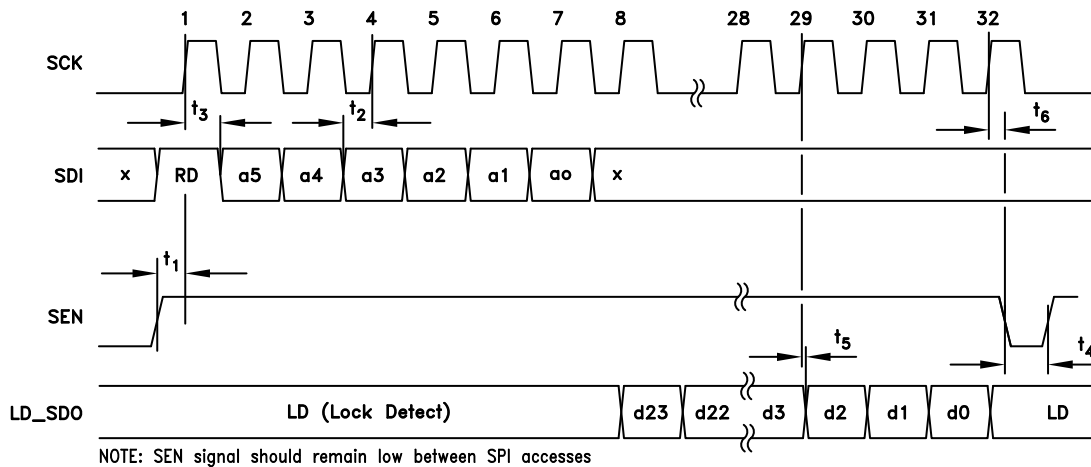 1 2 3 4 5 6 7 8 28 29 30 31 32
SCK
t3 t2 t6
SDI x RD a5 a4 a3 a2 a1 ao x
t1
SEN
t5 t4
LD_SDO LD (Lock Detect) d23 d22 d3 d2 d1 d0 LD
NOTE: SEN signal should remain low between SPI accesses